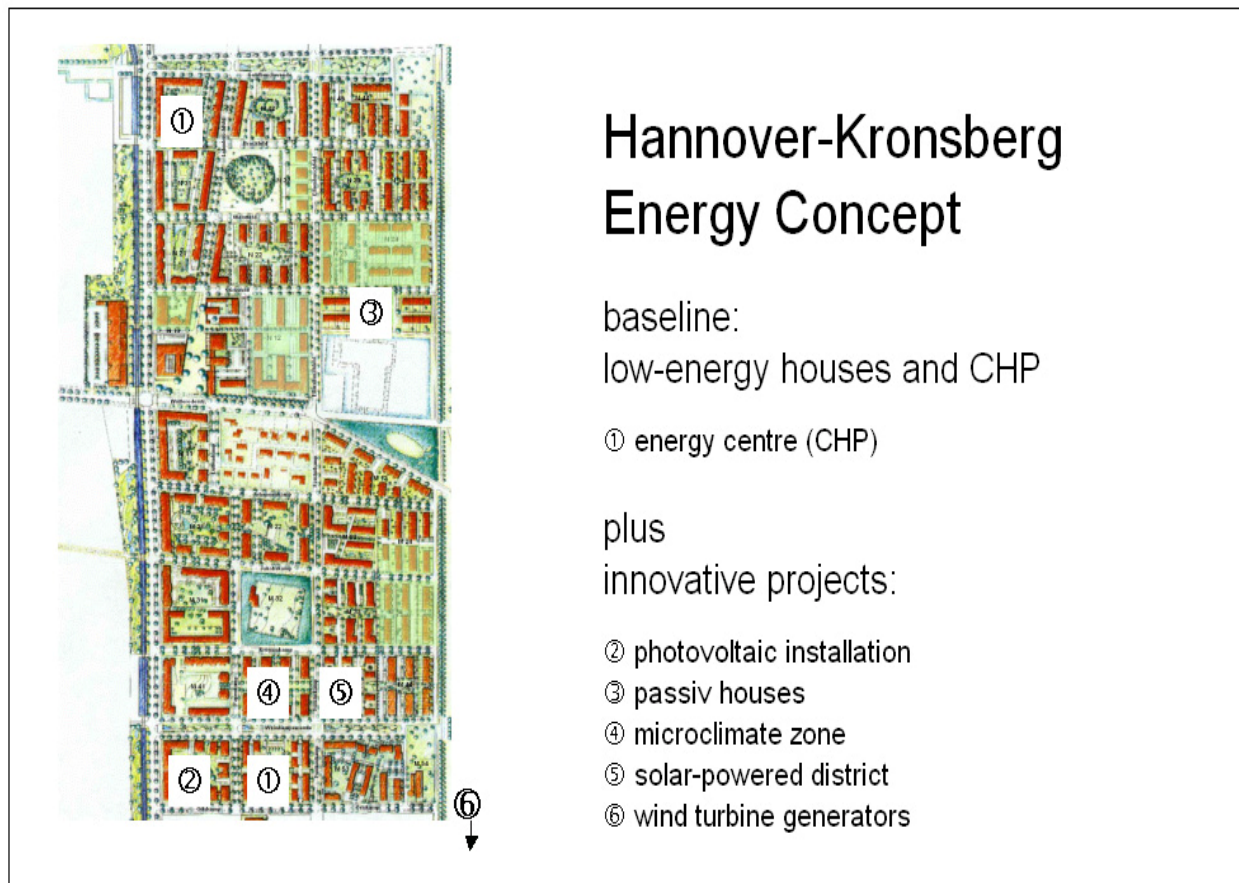 ①
③
④
⑤
②
①
⑥
Hannover-Kronsberg
Energy Concept
baseline:
low-energy houses and CHP
① energy centre (CHP)
plus
innovative projects:
② photovoltaic installation
③ passiv houses
④ microclimate zone
⑤ solar-powered district
⑥ wind turbine generators